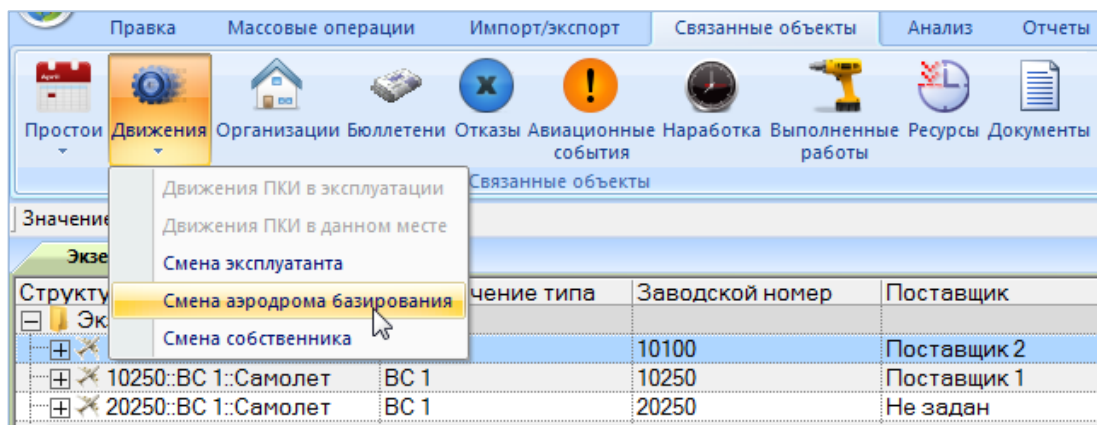 Правка Массовые операции Импорт/экспорт Связанные объекты Анализ Отчеты
April
Простои Движения Организации Бюллетени Отказы Авиационные события Наработка Выполненные работы Ресурсы Документы
Движения ПКИ в эксплуатации
Связанные объекты
Движения ПКИ в данном месте
Значение
Смена эксплуатанта
Экзе
Смена аэродрома базирования
Смена собственника
Структу чение типа Заводской номер Поставщик
Эк
10100 Поставщик 2
10250::ВС 1::Самолет ВС 1 10250 Поставщик 1
20250::ВС 1::Самолет ВС 1 20250 Не задан